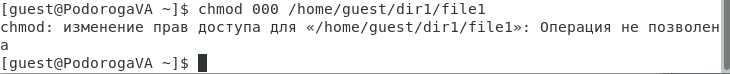 [guest@PodorogaVA ~]$ chmod 000 /home/guest/dir1/file1
chmod: изменение прав доступа для «/home/guest/dir1/file1»: Операция не позволен
а
[guest@PodorogaVA ~]$